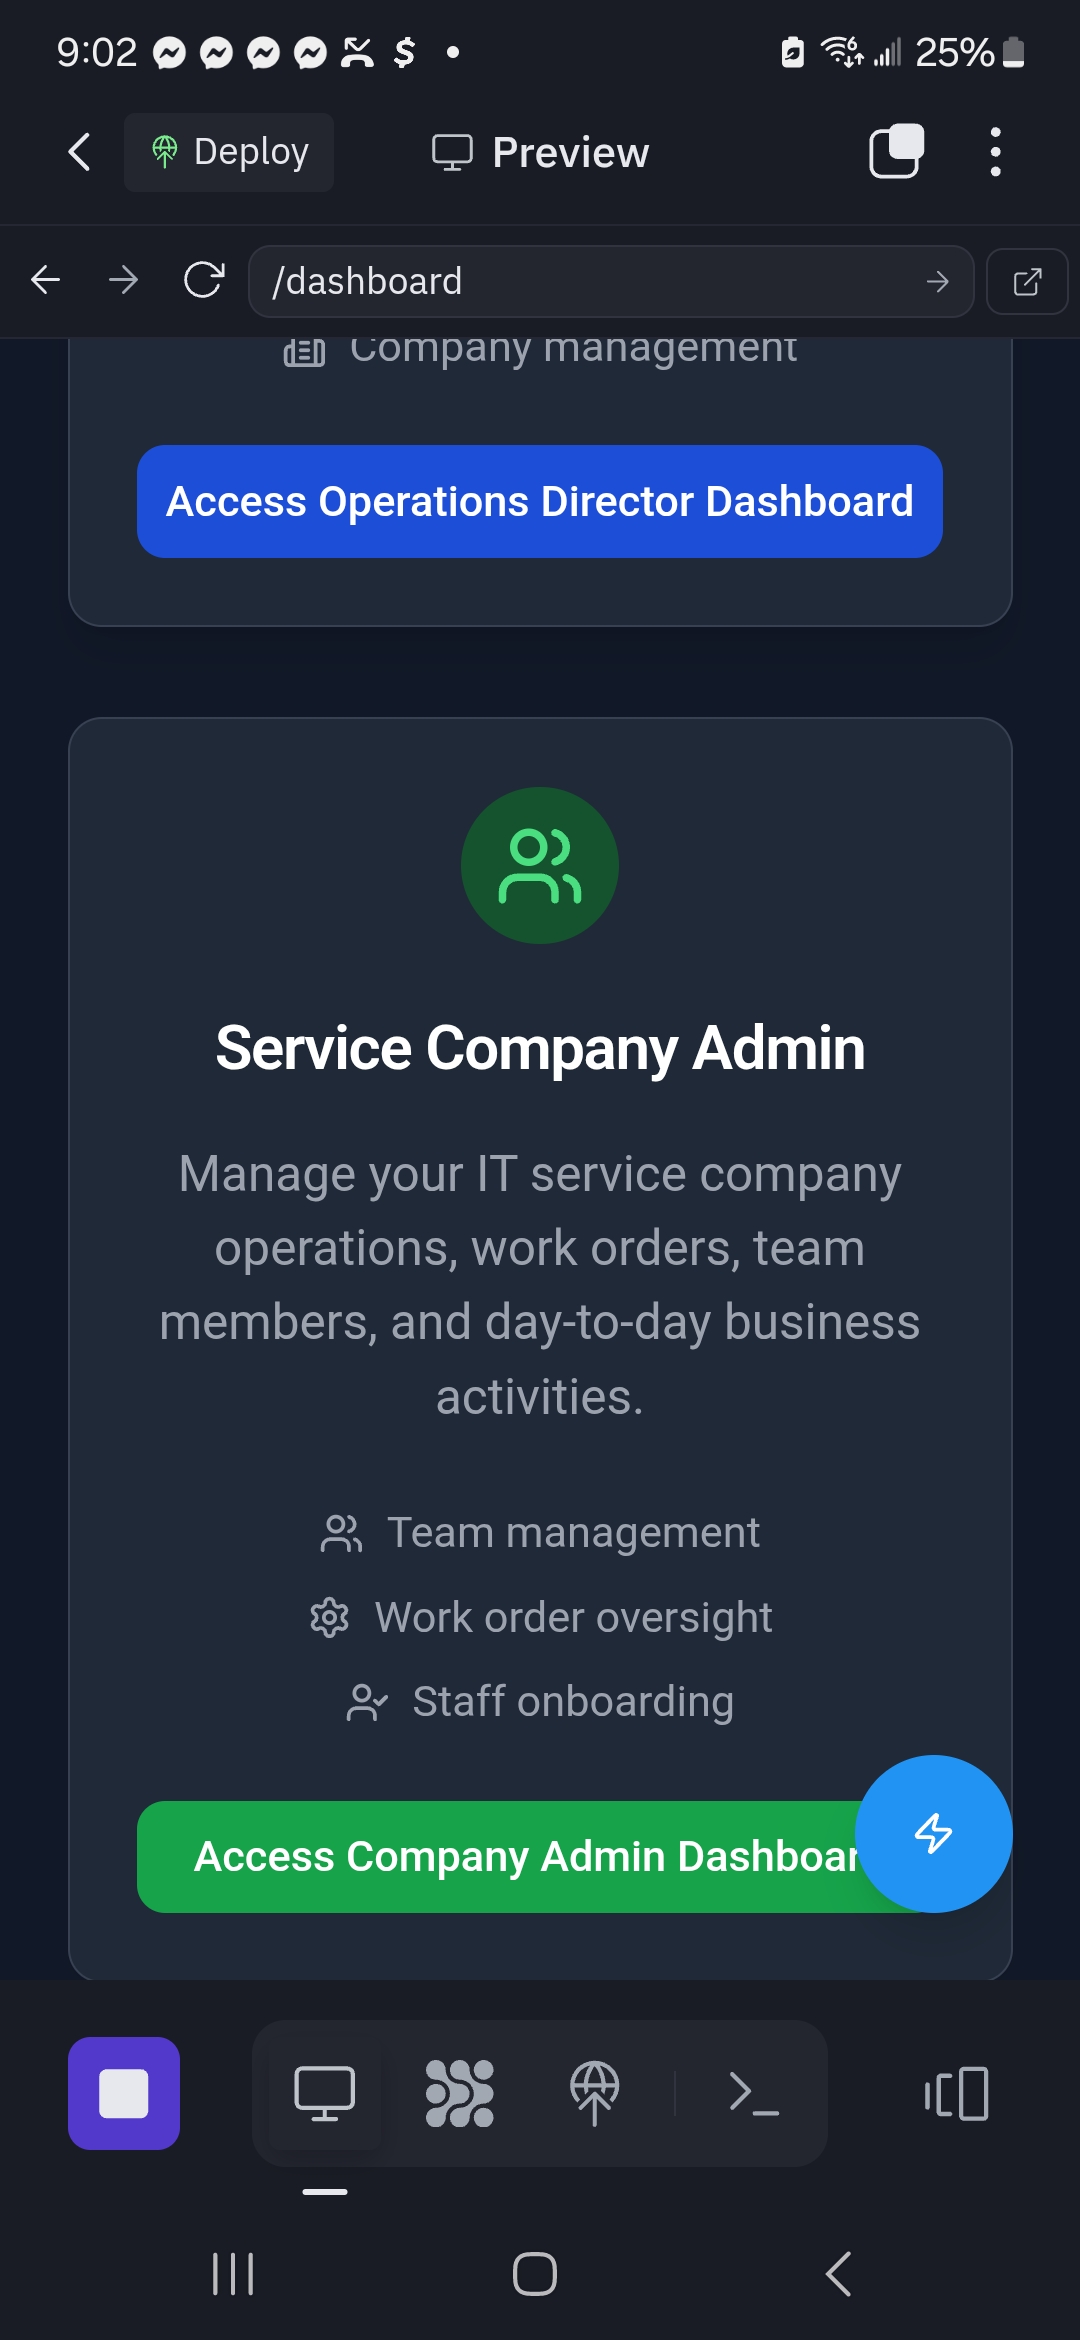 9:02
25%
Deploy
Preview
/dashboard
Company management
Access Operations Director Dashboard
Service Company Admin
Manage your IT service company
operations, work orders, team
members, and day-to-day business
activities.
Team management
Work order oversight
Staff onboarding
Access Company Admin Dashboar